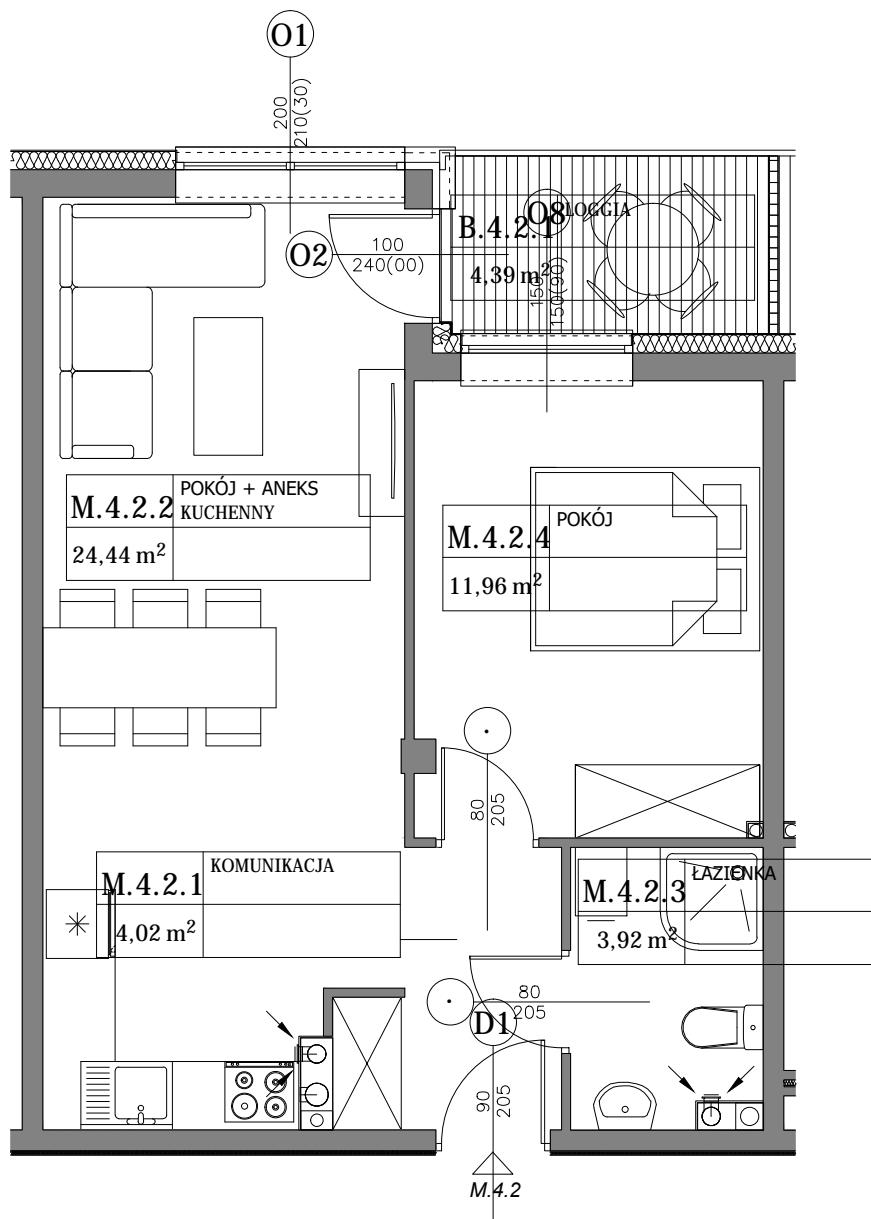 O1
200
210(30)
O2
100
240(00)
B.4.2.1
O8
LOGGIA
4,39 m²
150
150(90)
M.4.2.2
POKÓJ + ANEKS
KUCHENNY
24,44 m²
M.4.2.4
POKÓJ
11,96 m²
80
205
M.4.2.1
KOMUNIKACJA
4,02 m²
M.4.2.3
ŁAZIENKA
3,92 m²
80
205
D1
90
205
M.4.2